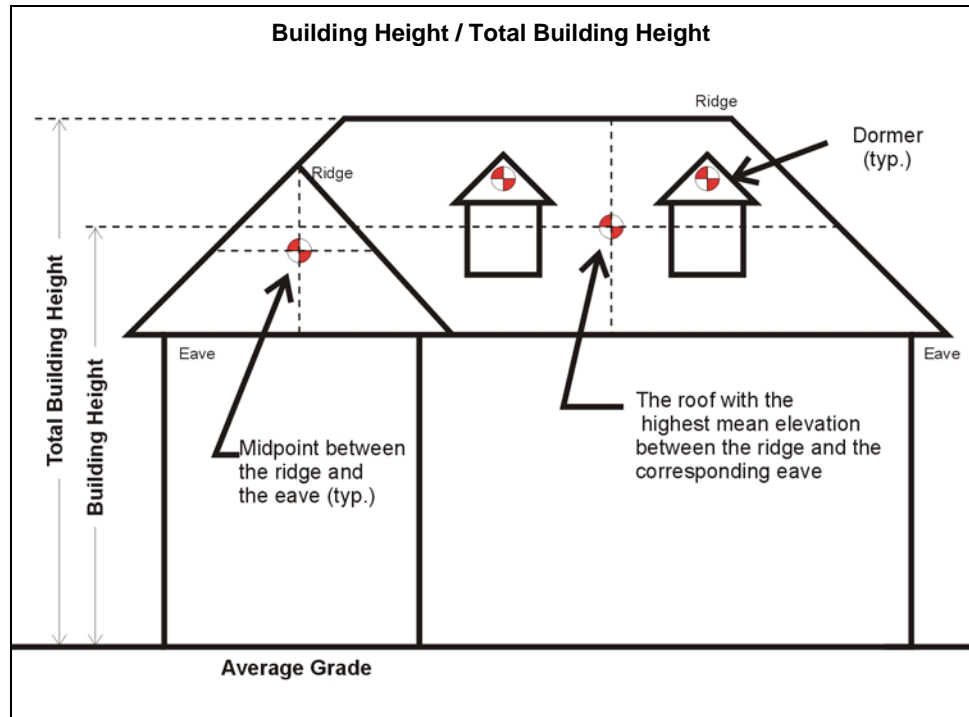 Building Height / Total Building Height
Ridge
Dormer
(typ.)
Ridge
Total Building Height
Building Height
Eave
Eave
Midpoint between
the ridge and
the eave (typ.)
The roof with the
highest mean elevation
between the ridge and the
corresponding eave
Average Grade